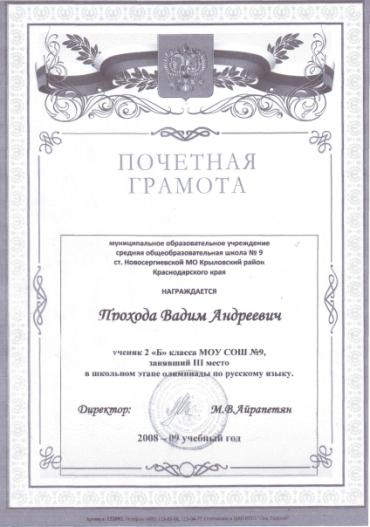 ПОЧЕТНАЯ
ГРАМОТА
муниципальное образовательное учреждение
средняя общеобразовательная школа № 9
ст. Новосергиевской МО Крыловский район
Краснодарского края
НАГРАЖДАЕТСЯ
Прохода Вадим Андреевич
ученик 2 «Б» класса МОУ СОШ №9,
занявший III место
в школьном этапе олимпиады по русскому языку.
Директор: М.В.Айрапетян
2008 – 09 учебный год